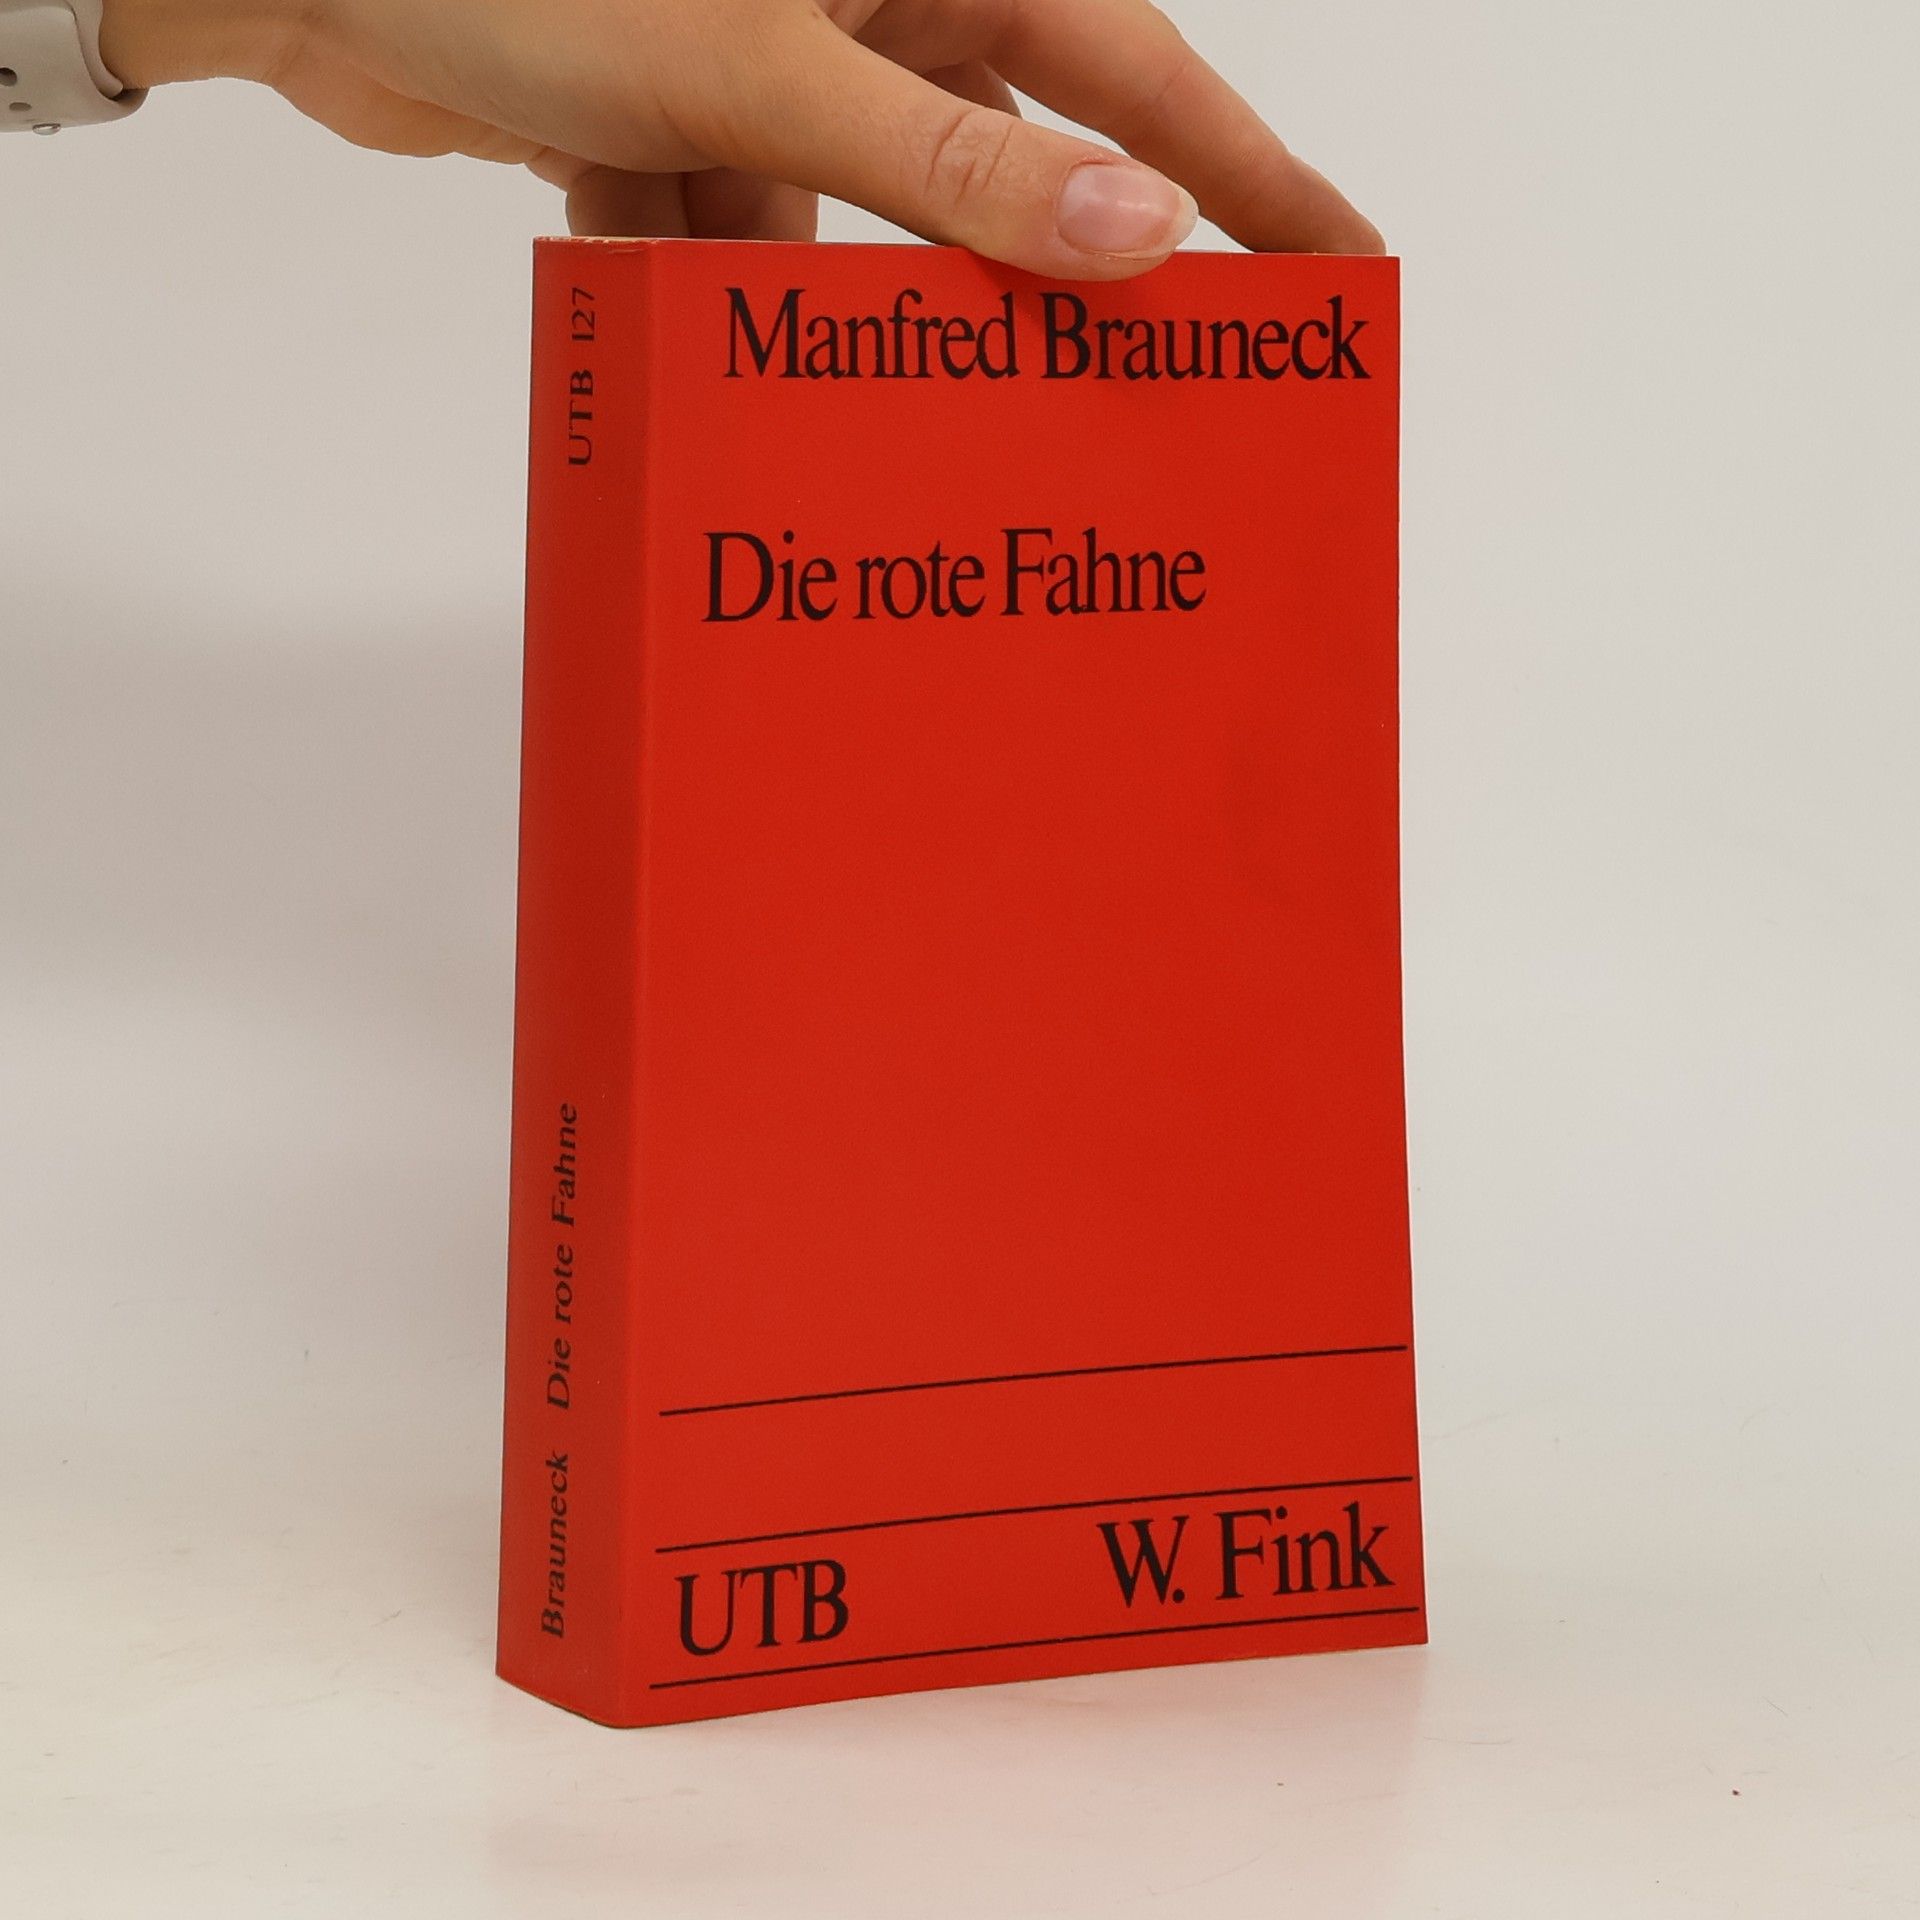 Manfred Brauneck
Die rote Fahne
UTB W. Fink
Brauneck Die rote Fahne UTB 127